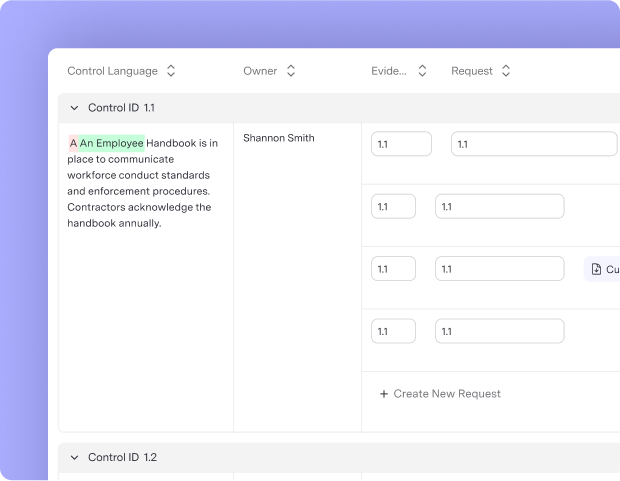 Control Language
Owner
Evide...
Request
Control ID 1.1
A An Employee Handbook is in
place to communicate
workforce conduct standards
and enforcement procedures.
Contractors acknowledge the
handbook annually.
Shannon Smith
1.1
1.1
1.1
1.1
1.1
1.1
Cu
1.1
1.1
+ Create New Request
Control ID 1.2